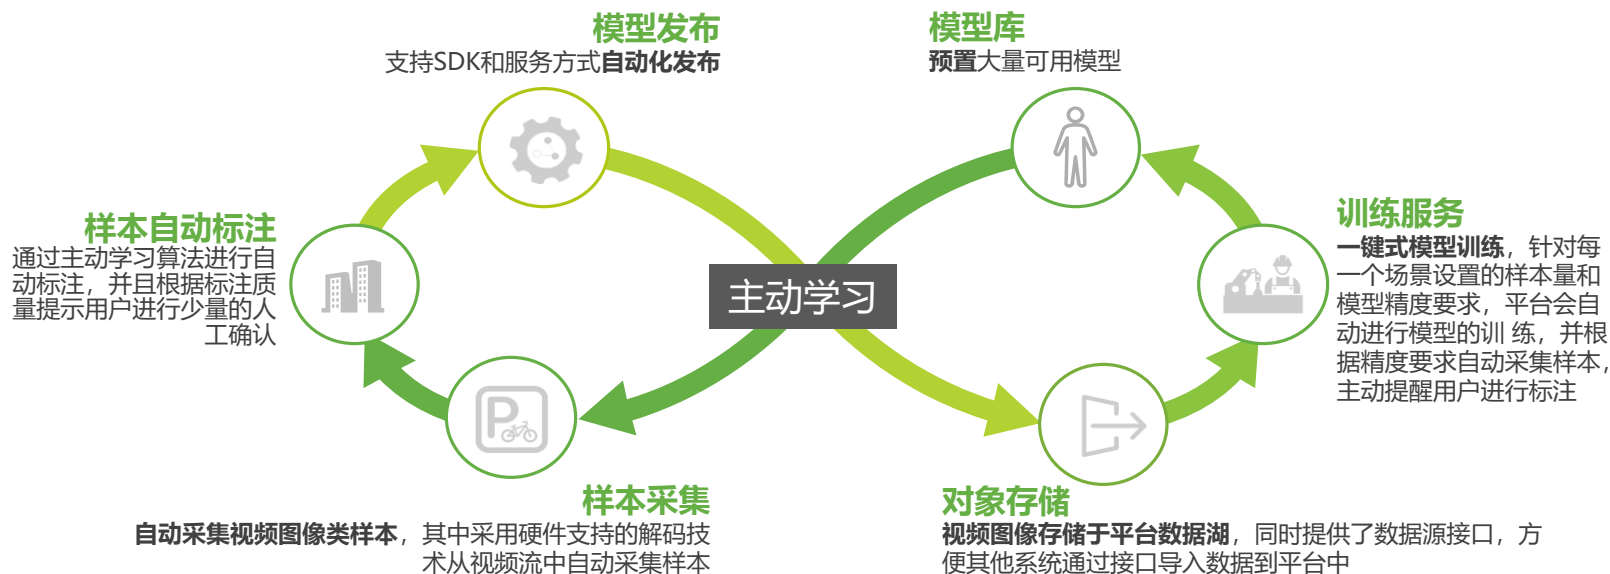 模型发布
支持SDK和服务方式自动化发布
模型库
预置大量可用模型
样本自动标注
通过主动学习算法进行自
动标注，并且根据标注质
量提示用户进行少量的人
工确认
主动学习
训练服务
一键式模型训练，针对每
一个场景设置的样本量和
模型精度要求，平台会自
动进行模型的训 练，并根
据精度要求自动采集样本，
主动提醒用户进行标注
P
样本采集
自动采集视频图像类样本，其中采用硬件支持的解码技
术从视频流中自动采集样本
对象存储
视频图像存储于平台数据湖，同时提供了数据源接口，方
便其他系统通过接口导入数据到平台中